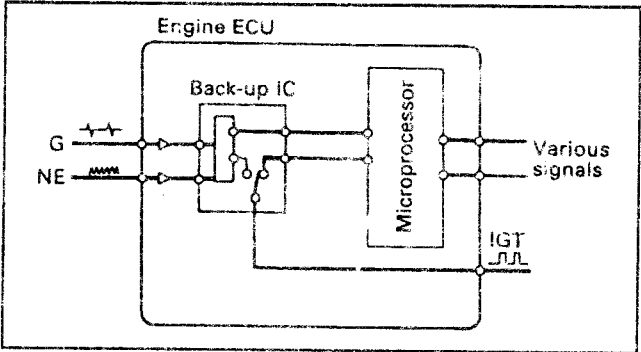 Engine ECU
Back-up IC
G
NE
Microprocessor
Various
signals
IGT